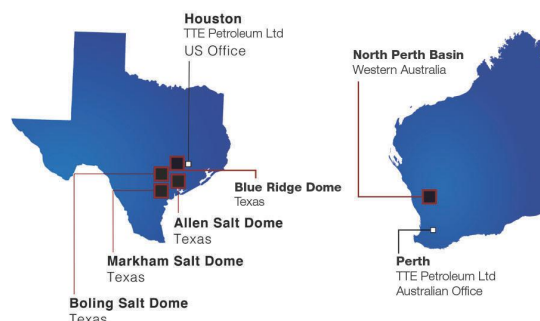 Houston
TTE Petroleum Ltd
US Office
Blue Ridge Dome
Texas
Allen Salt Dome
Texas
Markham Salt Dome
Texas
Boling Salt Dome
Texas
North Perth Basin
Western Australia
Perth
TTE Petroleum Ltd
Australian Office